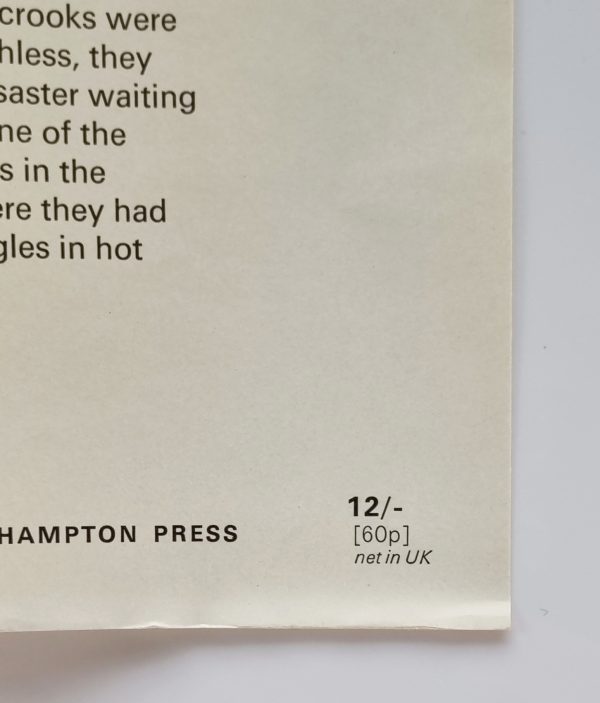 crooks were
hless, they
saster waiting
ne of the
s in the
ere they had
gles in hot
HAMPTON PRESS
12/-
[60p]
net in UK